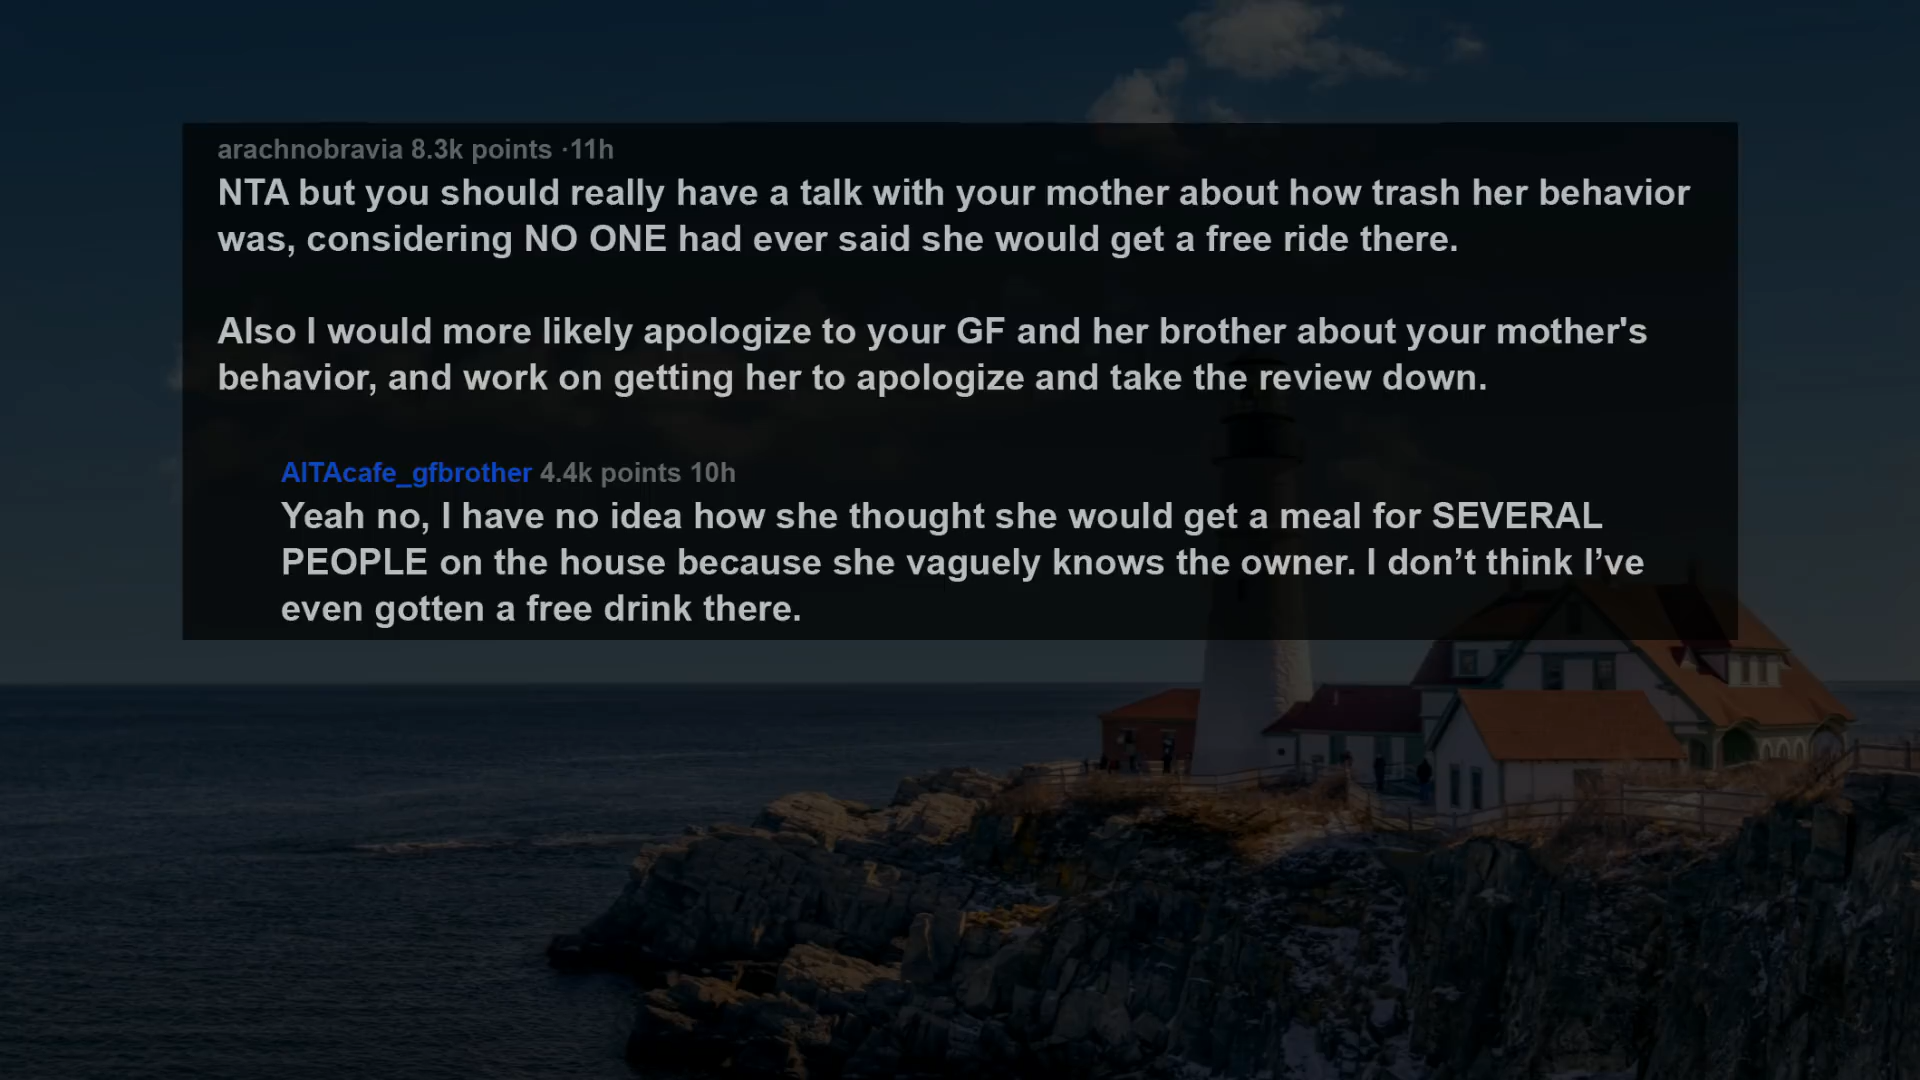 arachnobravia 8.3k points ·11h
NTA but you should really have a talk with your mother about how trash her behavior
was, considering NO ONE had ever said she would get a free ride there.
Also I would more likely apologize to your GF and her brother about your mother's
behavior, and work on getting her to apologize and take the review down.
AITAcafe_gfbrother 4.4k points 10h
Yeah no, I have no idea how she thought she would get a meal for SEVERAL
PEOPLE on the house because she vaguely knows the owner. I don’t think I’ve
even gotten a free drink there.